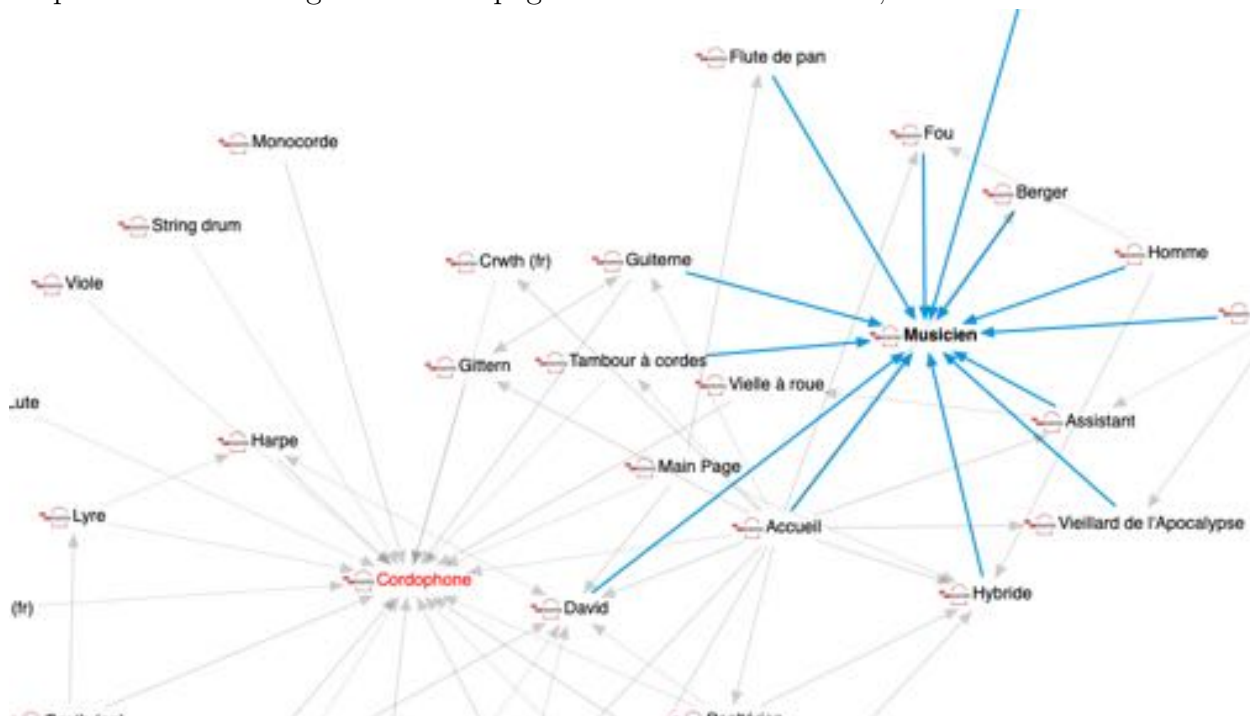 Flute de pan
Fou
Monocorde
Berger
String drum
Homme
Crwth (fr)
Guiterne
Viole
Musicien
Tambour à cordes
Gittern
Vielle à roue
Lute
Assistant
Harpe
Main Page
Lyre
Accueil
Vieillard de l'Apocalypse
Cordophone
Hybride
(fr)
David